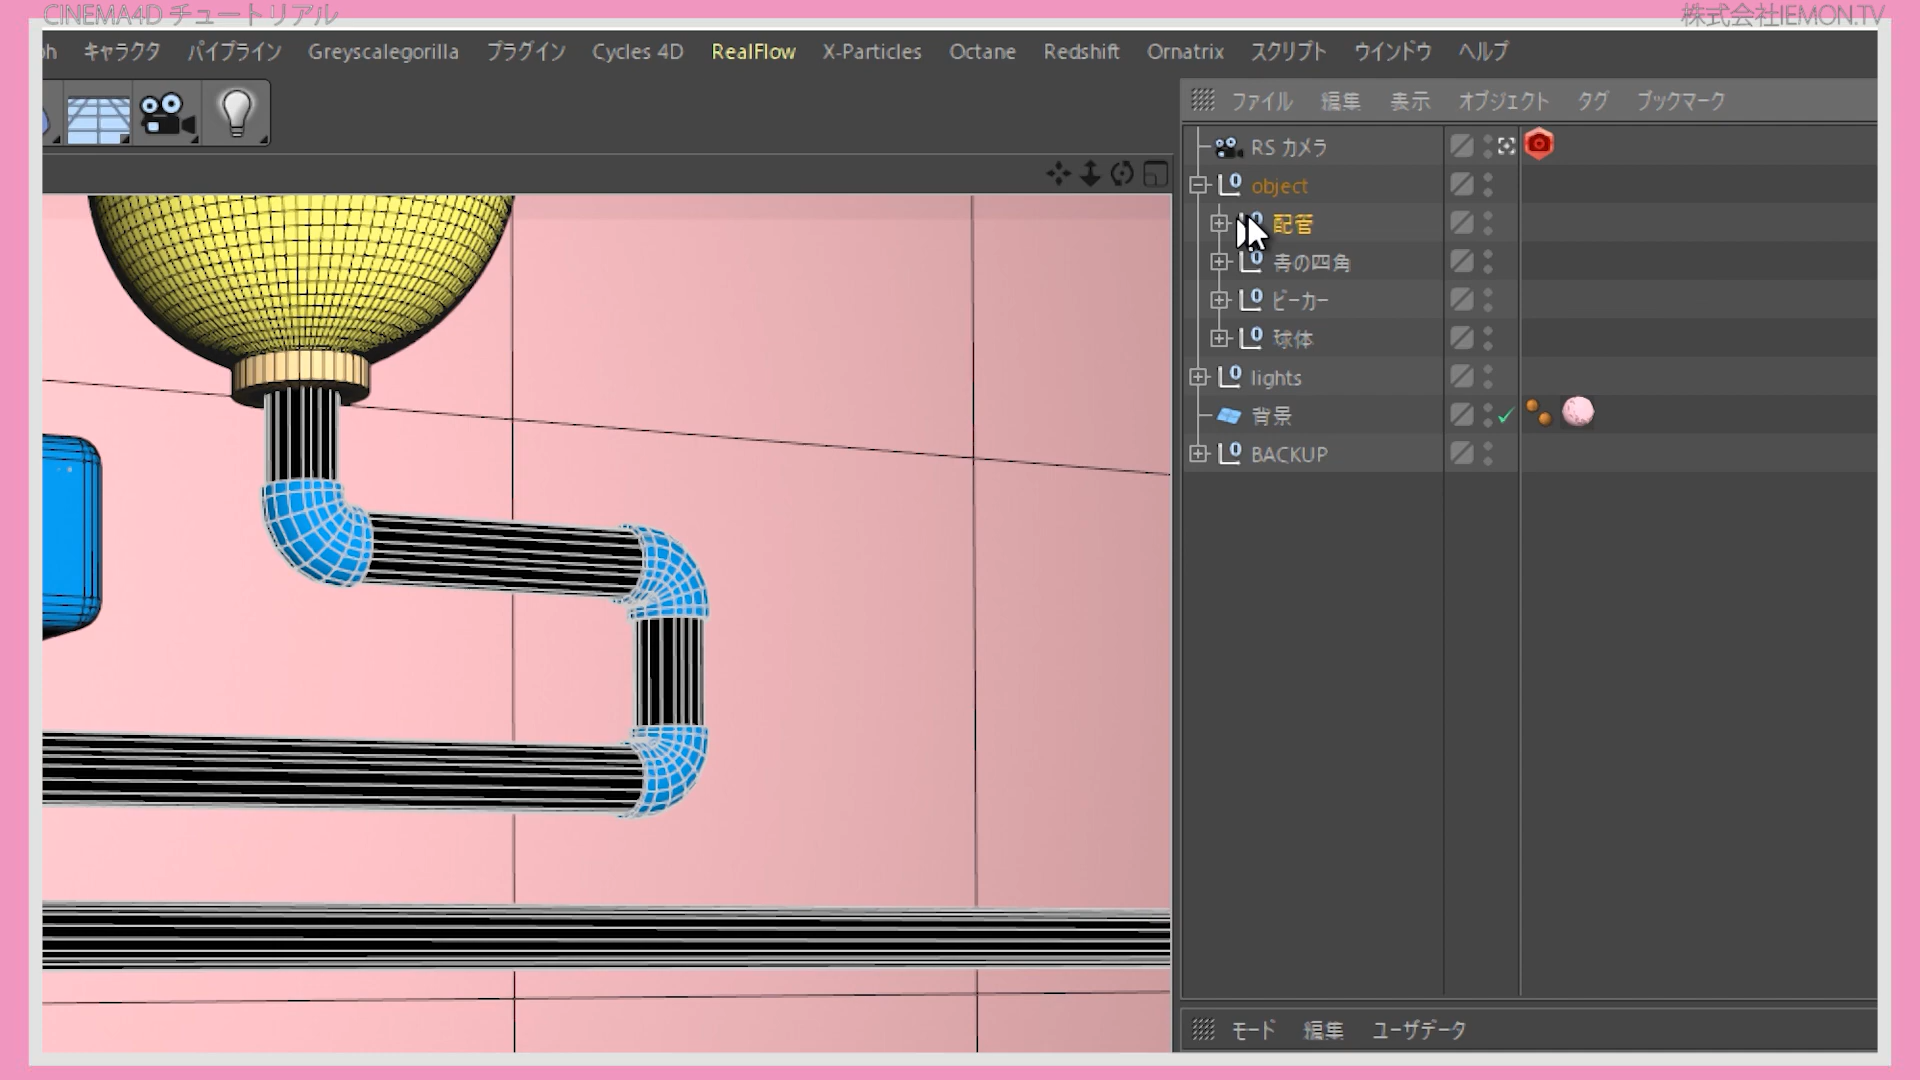 CINEMA4D チュートリアル
株式会社IEMON.TV
キャラクタ パイプライン Greyscalegorilla プラグイン Cycles 4D RealFlow X-Particles Octane Redshift Ornatrix スクリプト ウインドウ ヘルプ
ファイル 編集 表示 オブジェクト タグ ブックマーク
RS カメラ
object
配管
青の四角
ビーカー
球体
lights
背景
BACKUP
モード 編集 ユーザデータ